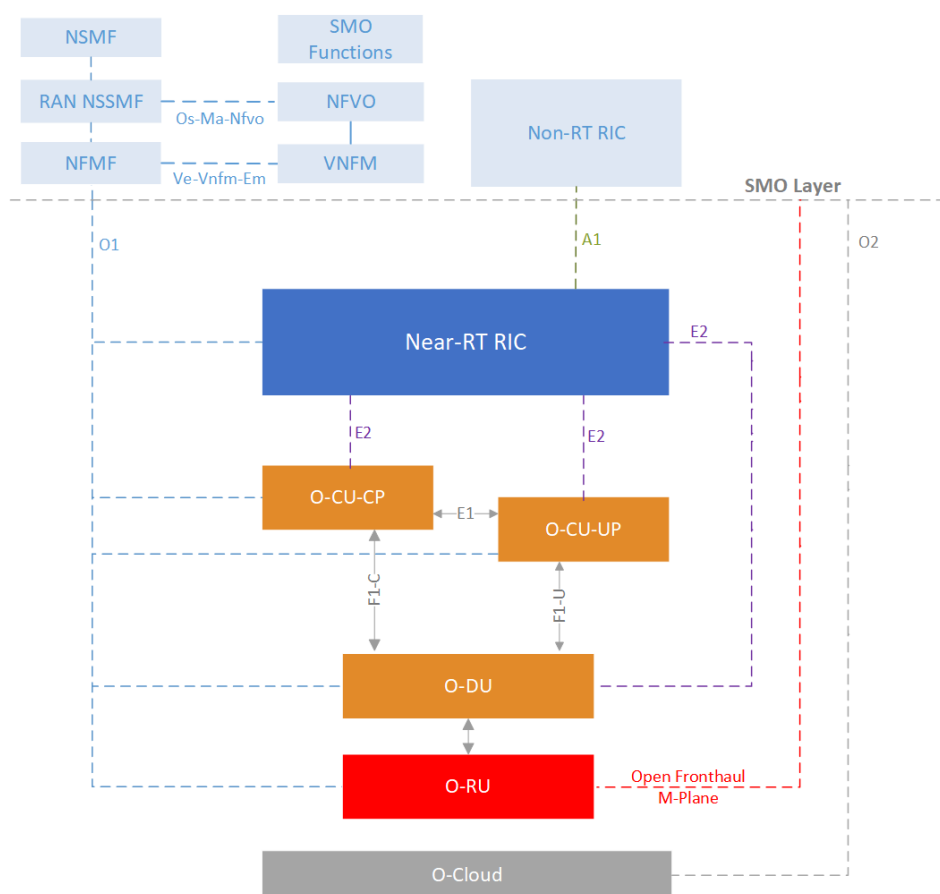 NSMF
SMO
Functions
RAN NSSMF
Os-Ma-Nfvo
NFVO
Non-RT RIC
NFMF
Ve-Vnfm-Em
VNFM
SMO Layer
O1
A1
O2
Near-RT RIC
E2
E2
E2
O-CU-CP
E1
O-CU-UP
F1-C
F1-U
O-DU
O-RU
Open Fronthaul
M-Plane
O-Cloud